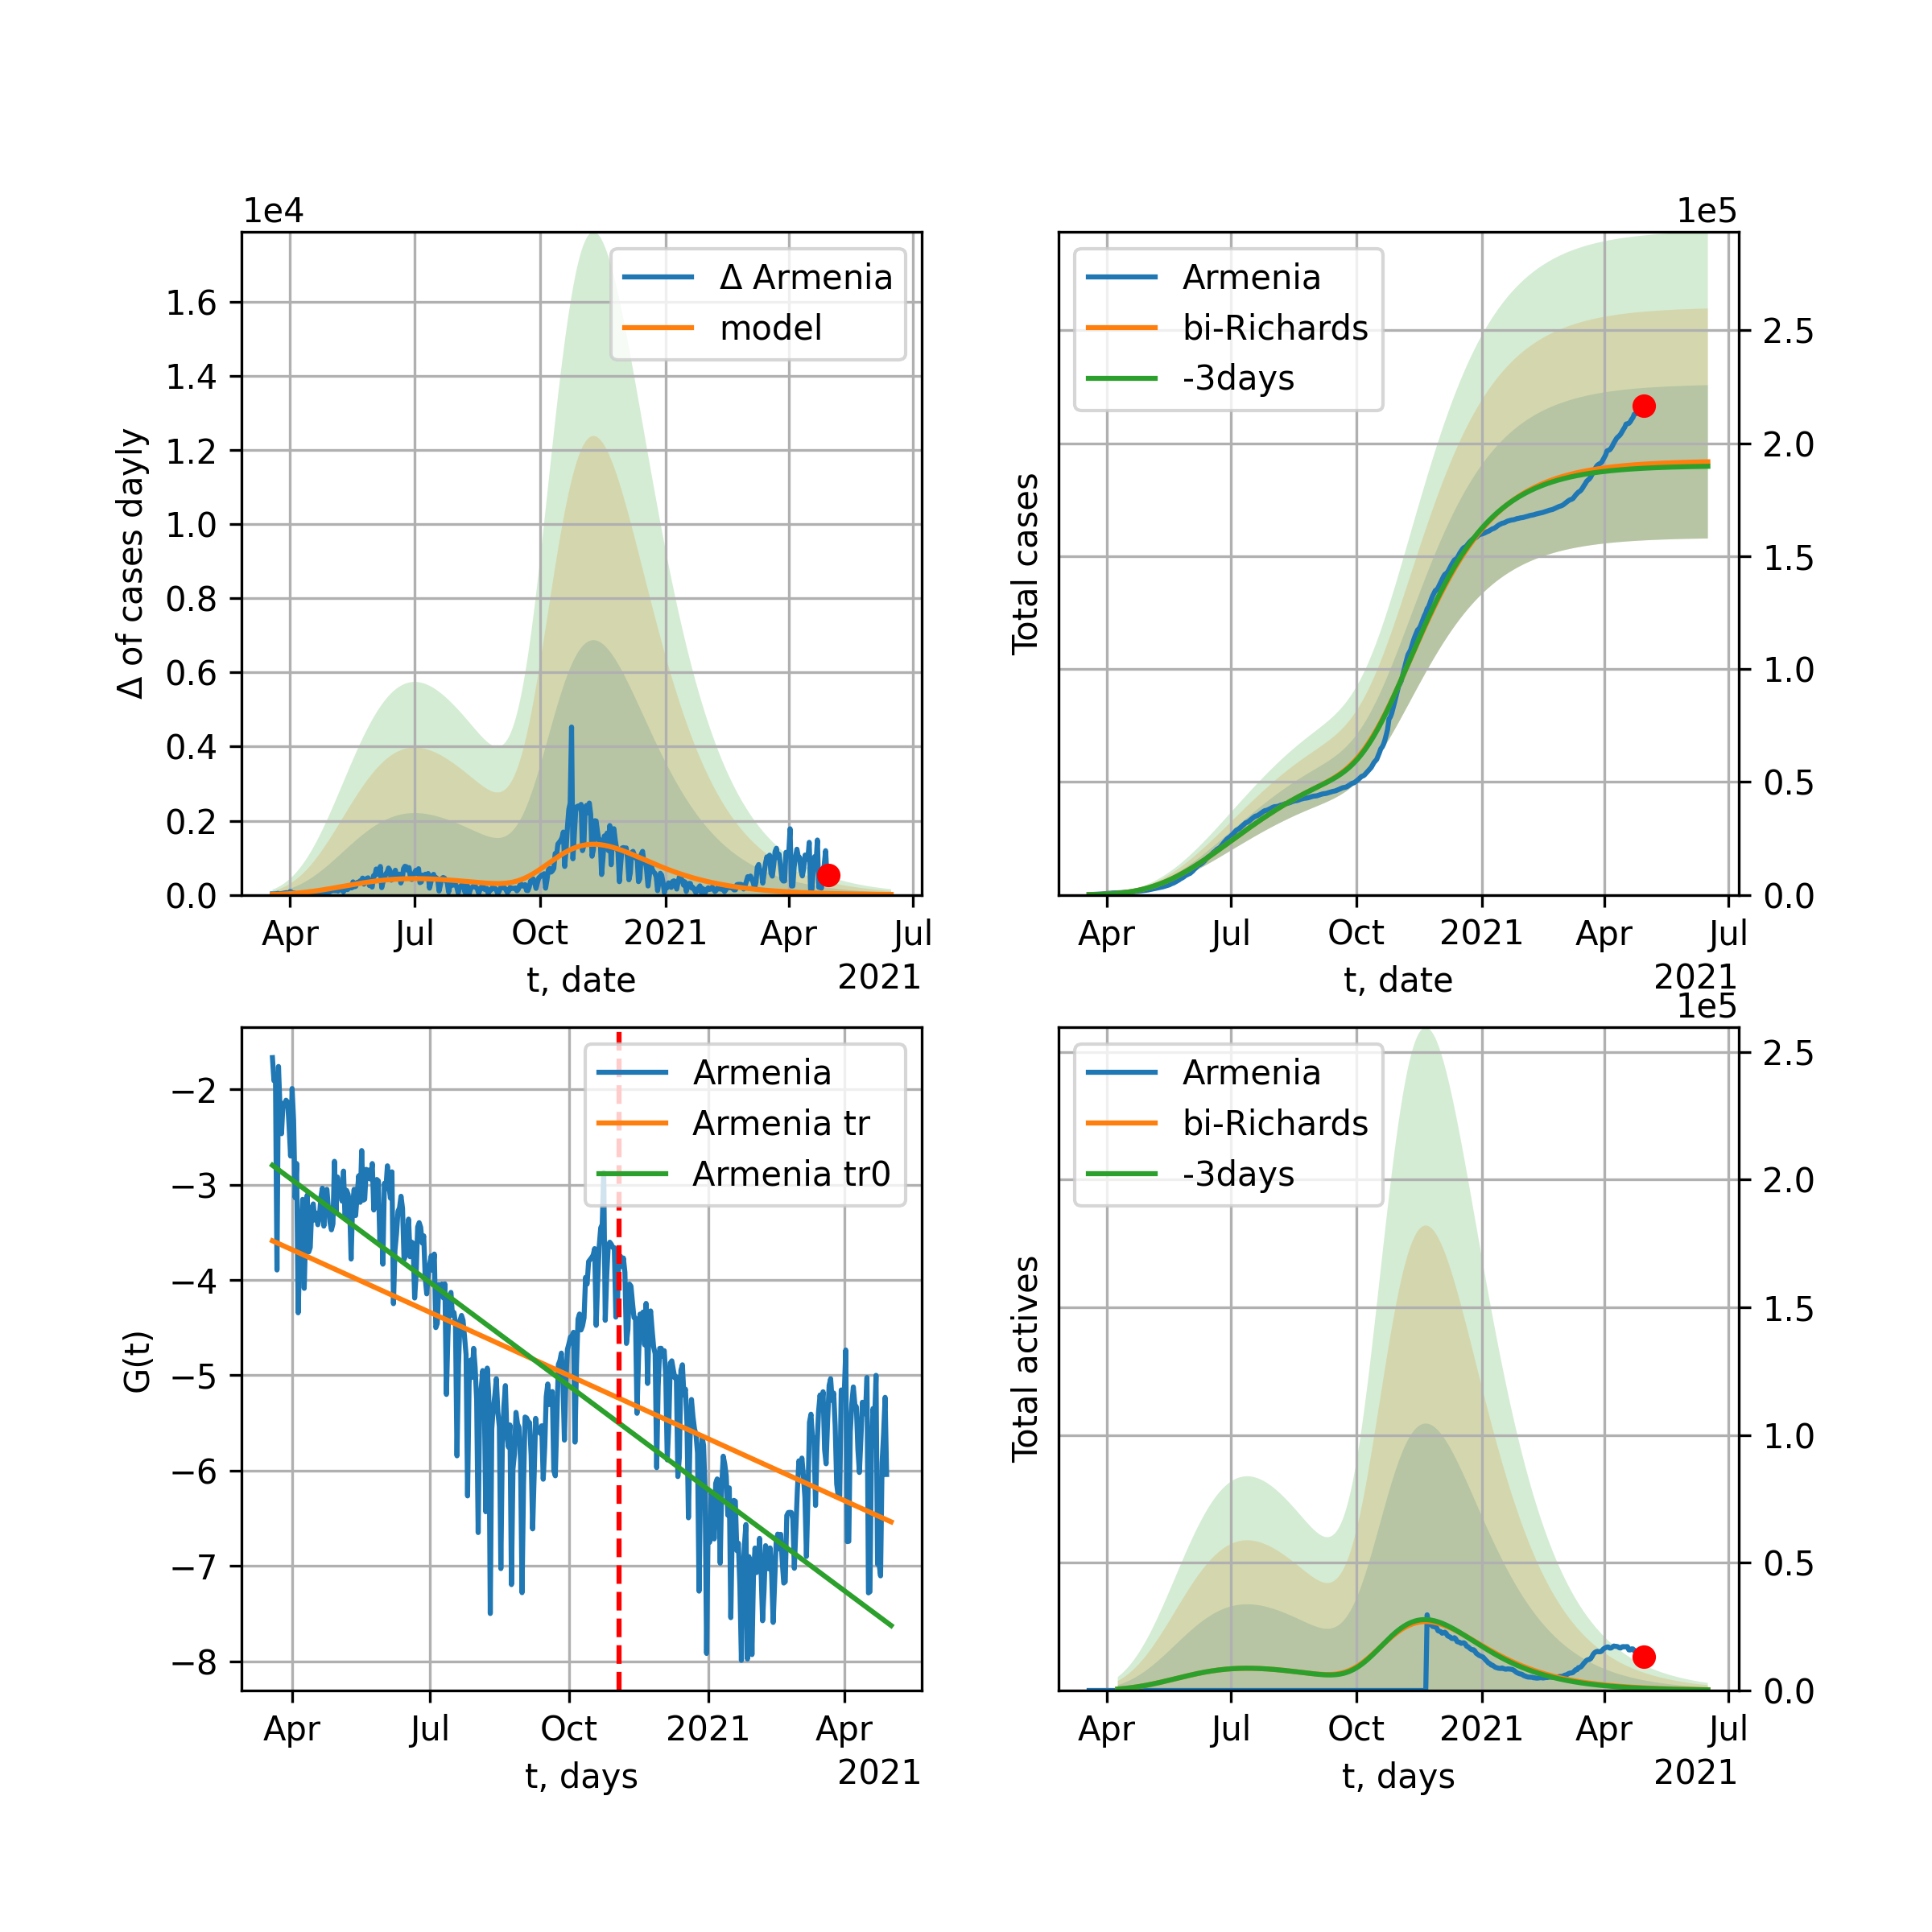 1e4
Δ of cases dayly
1.6
1.4
1.2
1.0
0.8
0.6
0.4
0.2
0.0
Δ Armenia
model
Apr Jul Oct 2021 Apr Jul
t, date
2021
1e5
Total cases
Armenia
bi-Richards
-3days
2.5
2.0
1.5
1.0
0.5
0.0
Apr Jul Oct 2021 Apr Jul
t, date
2021
G(t)
−2
−3
−4
−5
−6
−7
−8
Armenia
Armenia tr
Armenia tr0
Apr Jul Oct 2021 Apr
t, days
2021
1e5
Total actives
Armenia
bi-Richards
-3days
2.5
2.0
1.5
1.0
0.5
0.0
Apr Jul Oct 2021 Apr Jul
t, days
2021